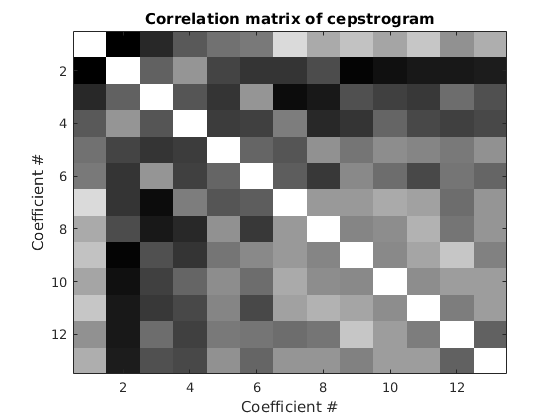 Correlation matrix of cepstrogram
2
4
6
8
10
12
Coefficient #
2 4 6 8 10 12
Coefficient #